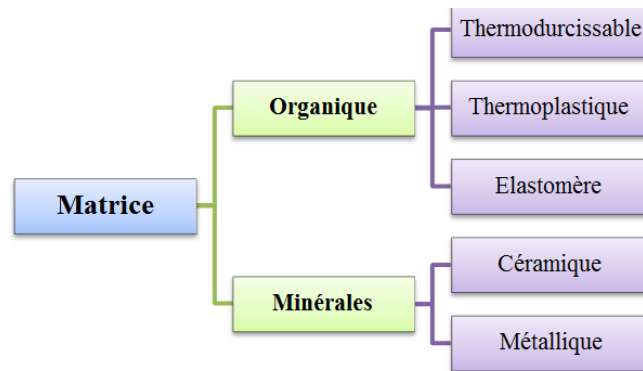 Matrice
Organique
Thermodurcissable
Thermoplastique
Elastomère
Minérales
Céramique
Métallique